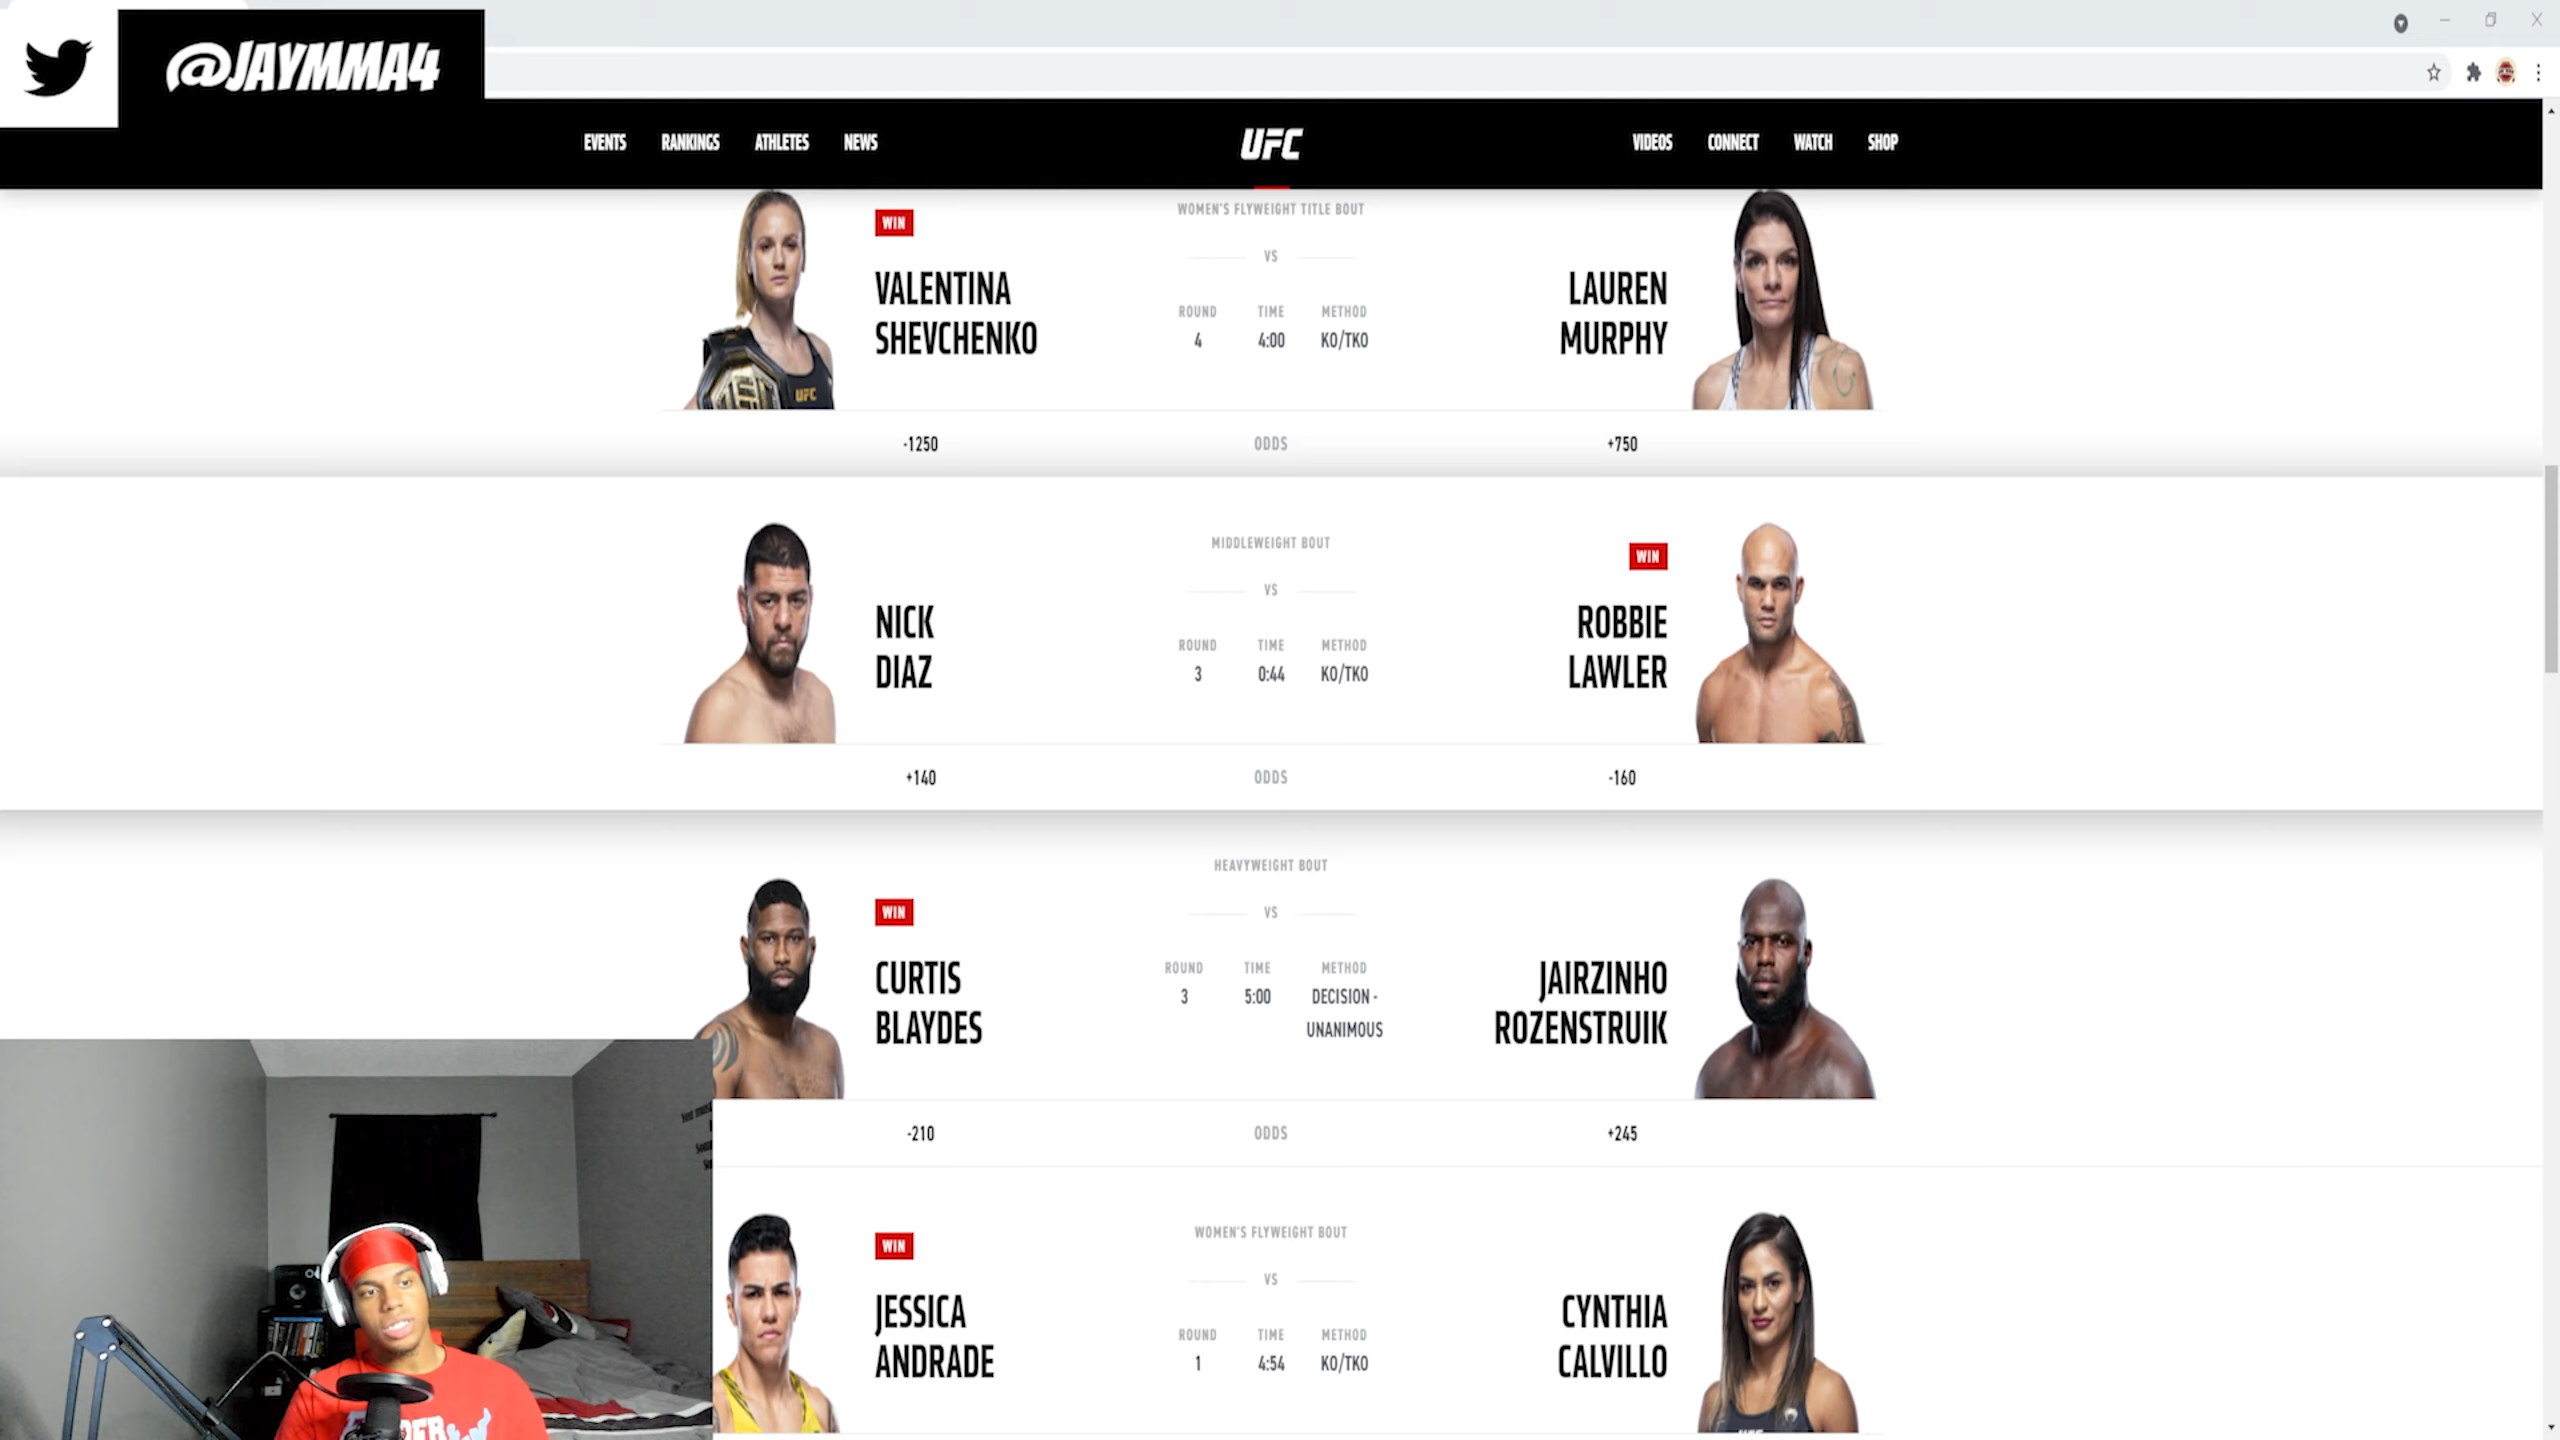 @JAYMMA4
EVENTS RANKINGS ATHLETES NEWS UFC VIDEOS CONNECT WATCH SHOP
WIN
WOMEN'S FLYWEIGHT TITLE BOUT
VS
VALENTINA
SHEVCHENKO
ROUND TIME METHOD
4 4:00 KO/TKO
LAUREN
MURPHY
UFC
-1250 ODDS +750
MIDDLEWEIGHT BOUT
VS
WIN
NICK
DIAZ
ROUND TIME METHOD
3 0:44 KO/TKO
ROBBIE
LAWLER
+140 ODDS -160
HEAVYWEIGHT BOUT
WIN
VS
CURTIS
BLAYDES
ROUND TIME METHOD
3 5:00 DECISION -
UNANIMOUS
JAIRZINHO
ROZENSTRUIK
-210 ODDS +245
WOMEN'S FLYWEIGHT BOUT
WIN
VS
JESSICA
ANDRADE
ROUND TIME METHOD
1 4:54 KO/TKO
CYNTHIA
CALVILLO